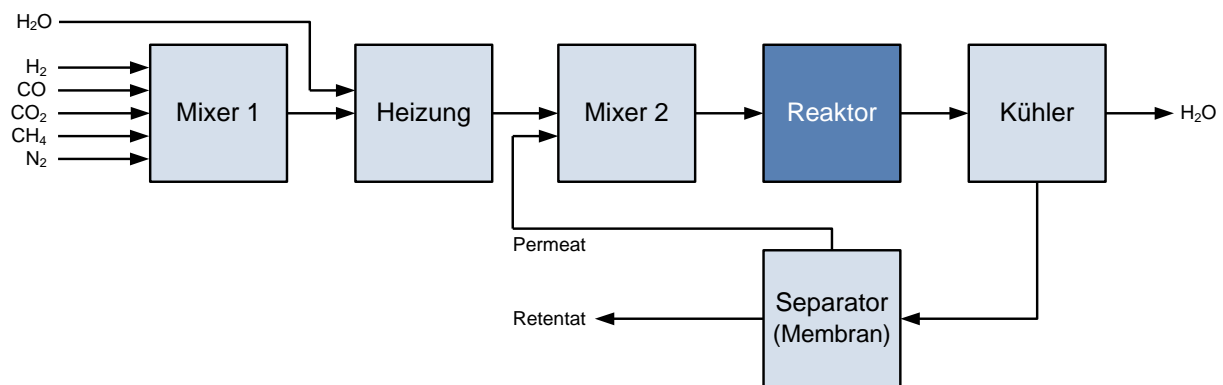 H₂O
H₂
CO
CO₂
CH₄
N₂
Mixer 1
Heizung
Mixer 2
Reaktor
Kühler
H₂O
Permeat
Retentat
Separator
(Membran)